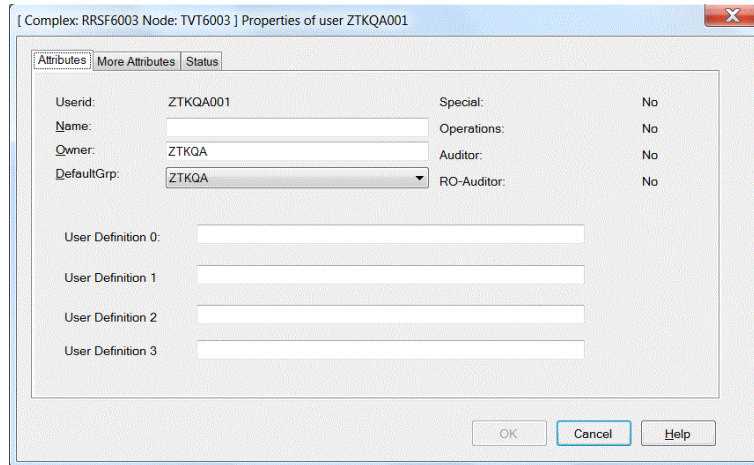 [ Complex: RRSF6003 Node: TVT6003 ] Properties of user ZTKQA001
Attributes More Attributes Status
Userid: ZTKQA001 Special: No
Name: Operations: No
Owner: ZTKQA Auditor: No
DefaultGrp: ZTKQA RO-Auditor: No
User Definition 0:
User Definition 1
User Definition 2
User Definition 3
OK Cancel Help